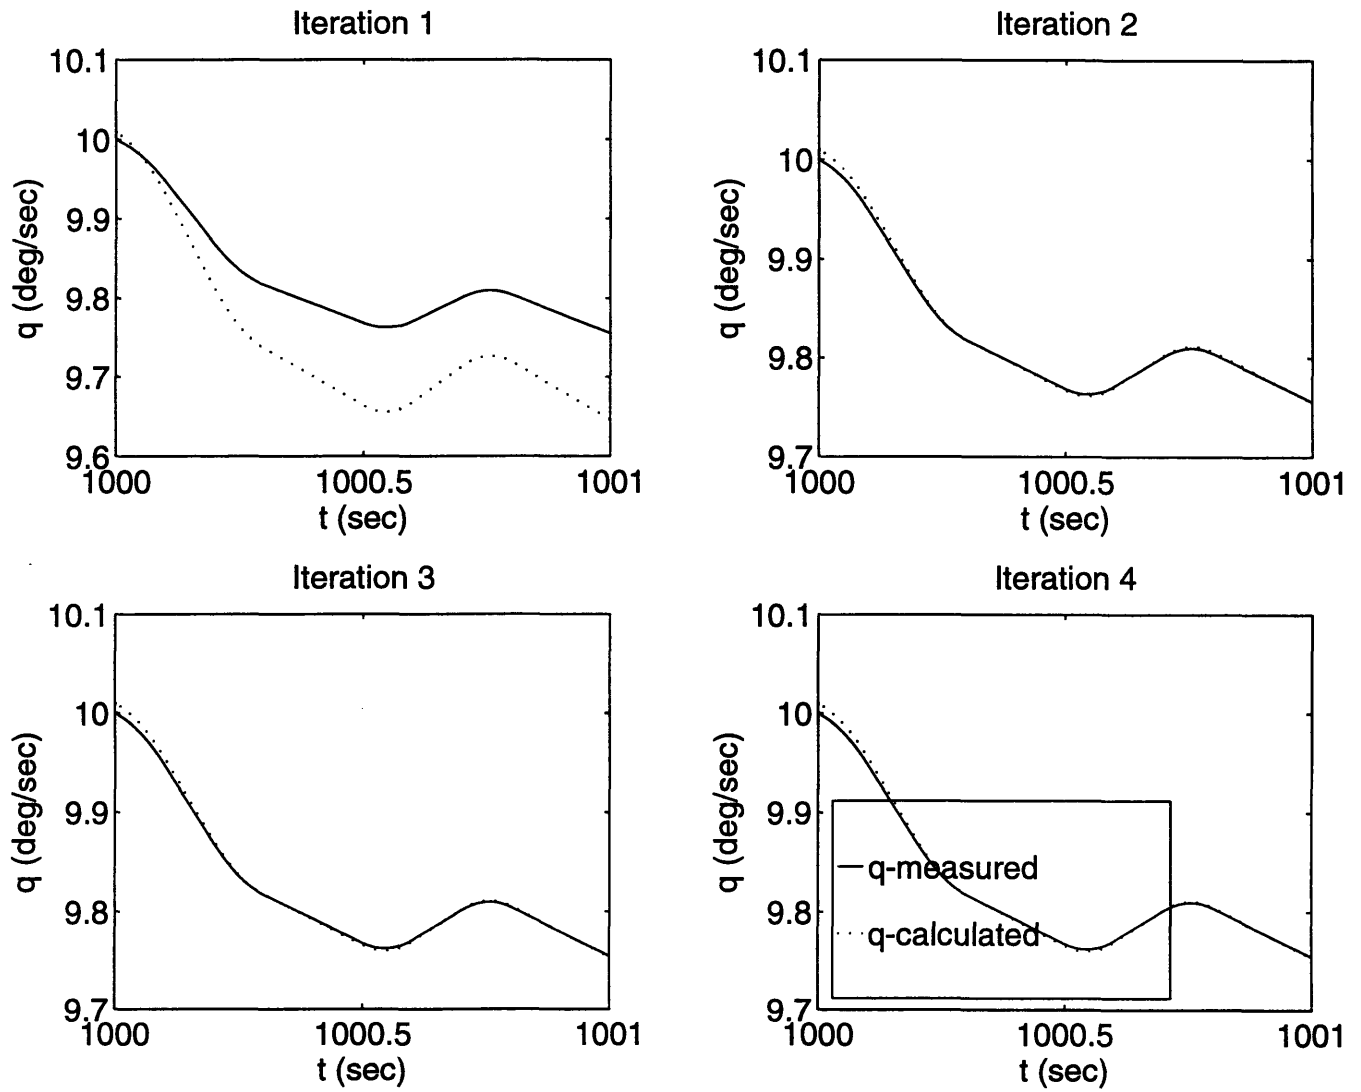 Iteration 1
10.1
10
9.9
9.8
9.7
9.6
q (deg/sec)
1000
1000.5
1001
t (sec)
Iteration 2
10.1
10
9.9
9.8
9.7
q (deg/sec)
1000
1000.5
1001
t (sec)
Iteration 3
10.1
10
9.9
9.8
9.7
q (deg/sec)
1000
1000.5
1001
t (sec)
Iteration 4
10.1
10
9.9
9.8
9.7
q (deg/sec)
q-measured
q-calculated
1000
1000.5
1001
t (sec)